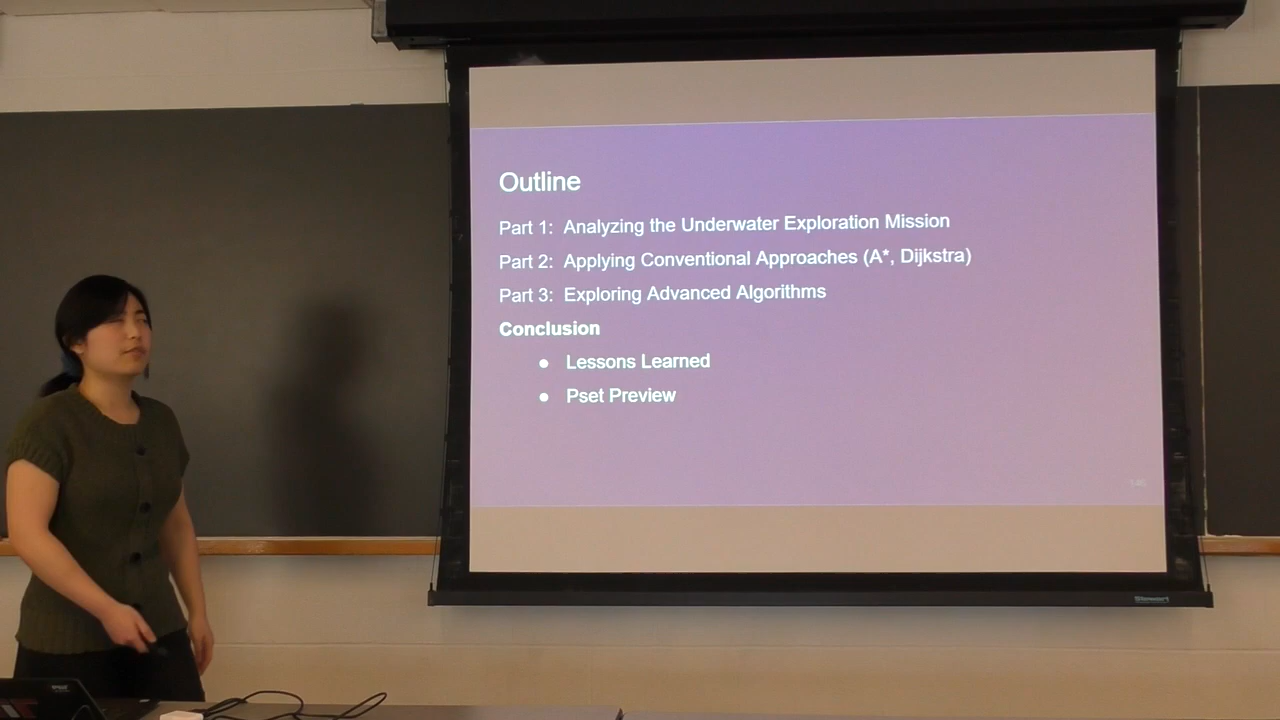 Outline
Part 1: Analyzing the Underwater Exploration Mission
Part 2: Applying Conventional Approaches (A*, Dijkstra)
Part 3: Exploring Advanced Algorithms
Conclusion
● Lessons Learned
● Pset Preview